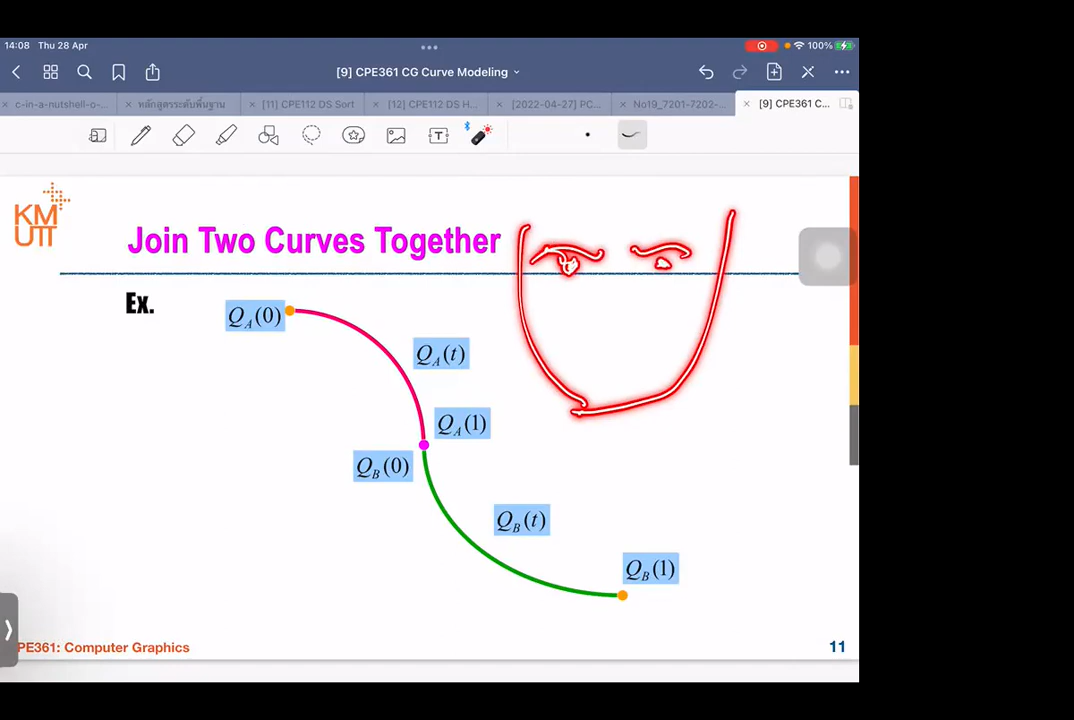 14:08 Thu 28 Apr
100%
[9] CPE361 CG Curve Modeling
c-in-a-nutshell-o-...
หลักสูตรระดับพื้นฐาน
[11] CPE112 DS Sort
[12] CPE112 DS H...
[2022-04-27] PC...
No19_7201-7202-...
[9] CPE361 C...
T
KM
UTT
Join Two Curves Together
Ex.
Q_A(0)
Q_A(t)
Q_A(1)
Q_B(0)
Q_B(t)
Q_B(1)
PE361: Computer Graphics
11